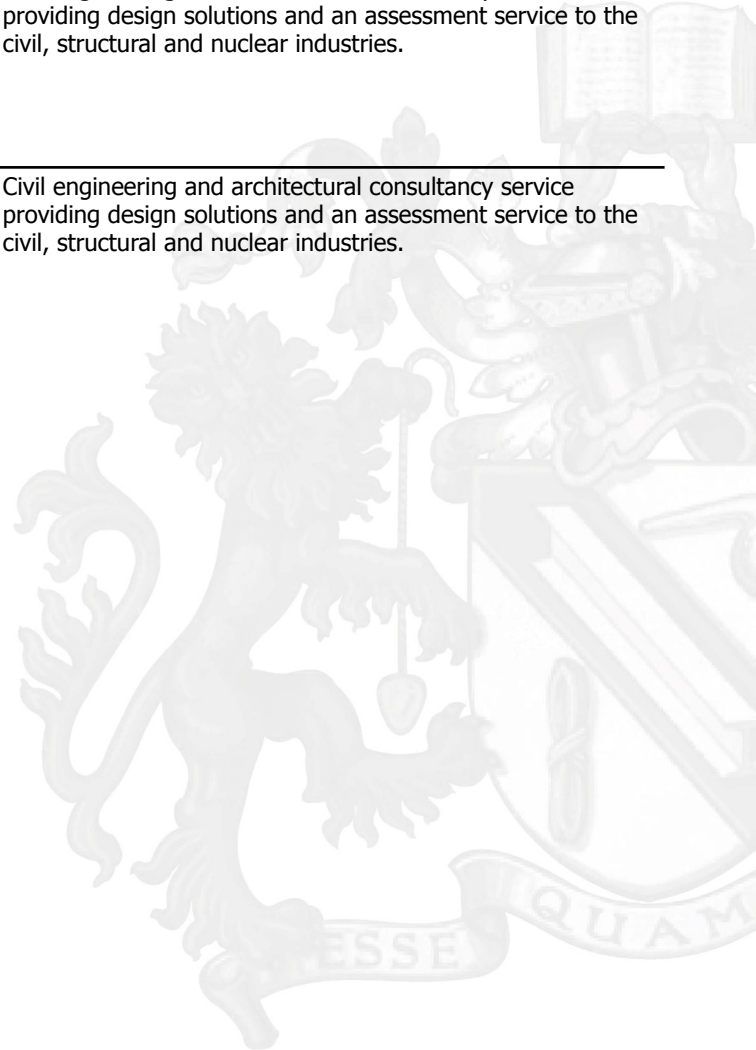 providing design solutions and an assessment service to the
civil, structural and nuclear industries.
Civil engineering and architectural consultancy service
providing design solutions and an assessment service to the
civil, structural and nuclear industries.
ESSE QUAM